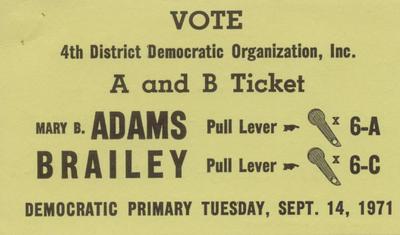 VOTE
4th District Democratic Organization, Inc.
A and B Ticket
MARY B. ADAMS Pull Lever x 6-A
BRAILEY Pull Lever x 6-C
DEMOCRATIC PRIMARY TUESDAY, SEPT. 14, 1971